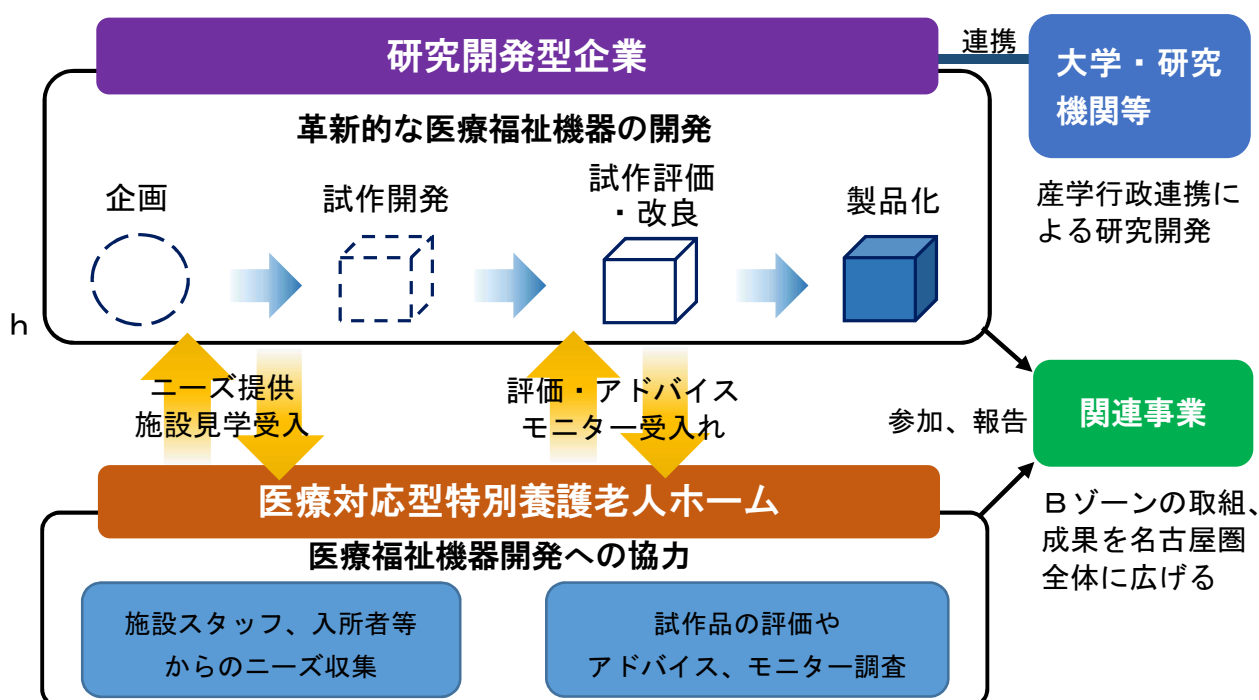 研究開発型企業
連携
大学・研究
機関等
革新的な医療福祉機器の開発
企画
試作開発
試作評価
・改良
製品化
産学行政連携に
よる研究開発
h
ニーズ提供
施設見学受入
評価・アドバイス
モニター受入れ
参加、報告
関連事業
医療対応型特別養護老人ホーム
医療福祉機器開発への協力
Ｂゾーンの取組、
成果を名古屋圏
全体に広げる
施設スタッフ、入所者等
からのニーズ収集
試作品の評価や
アドバイス、モニター調査